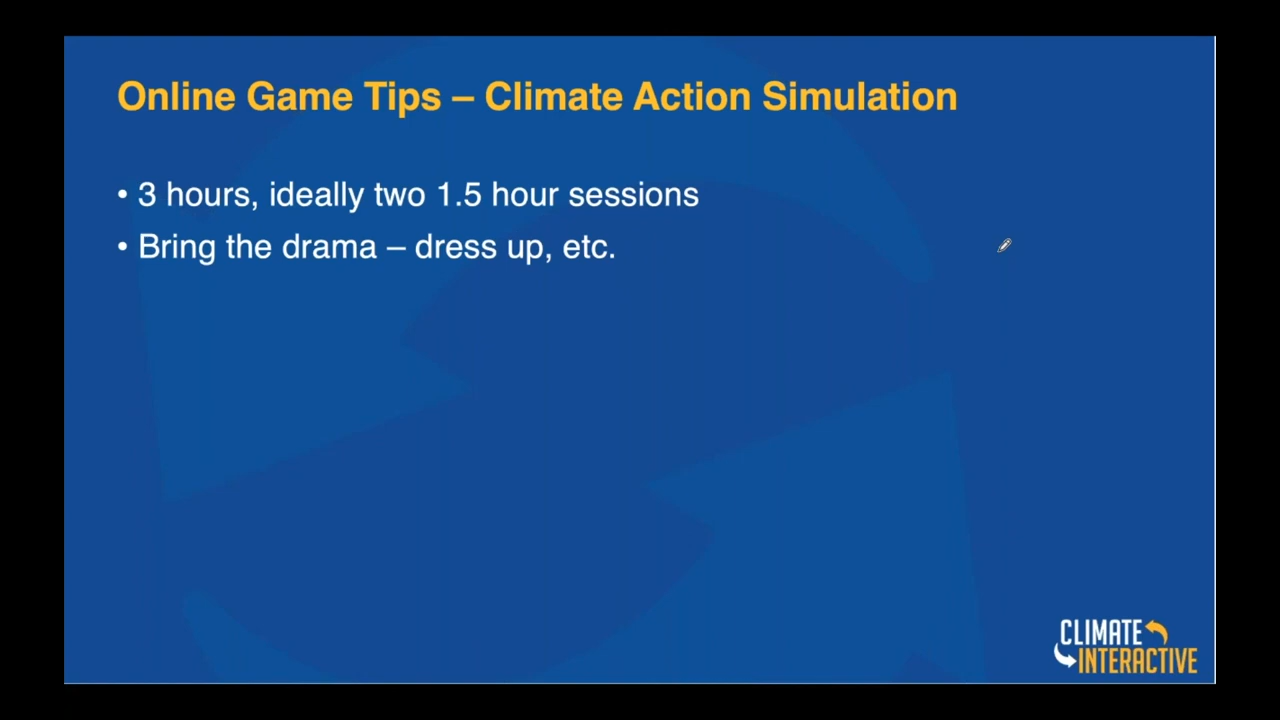 Online Game Tips – Climate Action Simulation
• 3 hours, ideally two 1.5 hour sessions
• Bring the drama – dress up, etc.
CLIMATE
INTERACTIVE